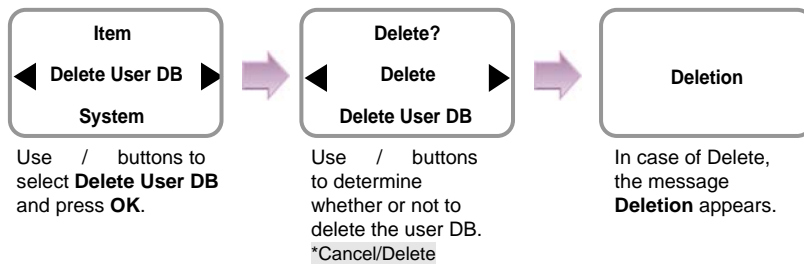 Item
Delete User DB
System
Delete?
Delete
Delete User DB
Deletion
Use / buttons to
select Delete User DB
and press OK.
Use / buttons
to determine
whether or not to
delete the user DB.
*Cancel/Delete
In case of Delete,
the message
Deletion appears.